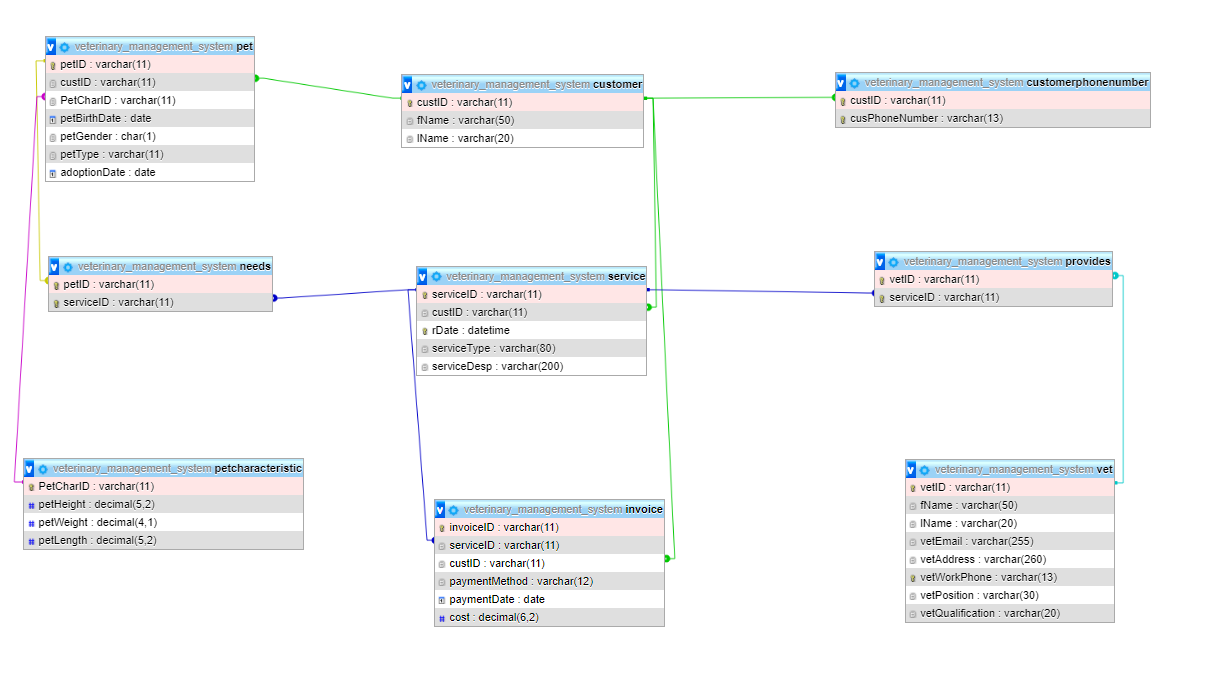 veterinary_management_system pet
petID : varchar(11)
custID : varchar(11)
PetCharID : varchar(11)
petBirthDate : date
petGender : char(1)
petType : varchar(11)
adoptionDate : date
veterinary_management_system customer
custID : varchar(11)
fName : varchar(50)
lName : varchar(20)
veterinary_management_system customerphonenumber
custID : varchar(11)
cusPhoneNumber : varchar(13)
veterinary_management_system needs
petID : varchar(11)
serviceID : varchar(11)
veterinary_management_system service
serviceID : varchar(11)
custID : varchar(11)
rDate : datetime
serviceType : varchar(80)
serviceDesp : varchar(200)
veterinary_management_system provides
vetID : varchar(11)
serviceID : varchar(11)
veterinary_management_system petcharacteristic
PetCharID : varchar(11)
petHeight : decimal(5,2)
petWeight : decimal(4,1)
petLength : decimal(5,2)
veterinary_management_system invoice
invoiceID : varchar(11)
serviceID : varchar(11)
custID : varchar(11)
paymentMethod : varchar(12)
paymentDate : date
cost : decimal(6,2)
veterinary_management_system vet
vetID : varchar(11)
fName : varchar(50)
lName : varchar(20)
vetEmail : varchar(255)
vetAddress : varchar(260)
vetWorkPhone : varchar(13)
vetPosition : varchar(30)
vetQualification : varchar(20)